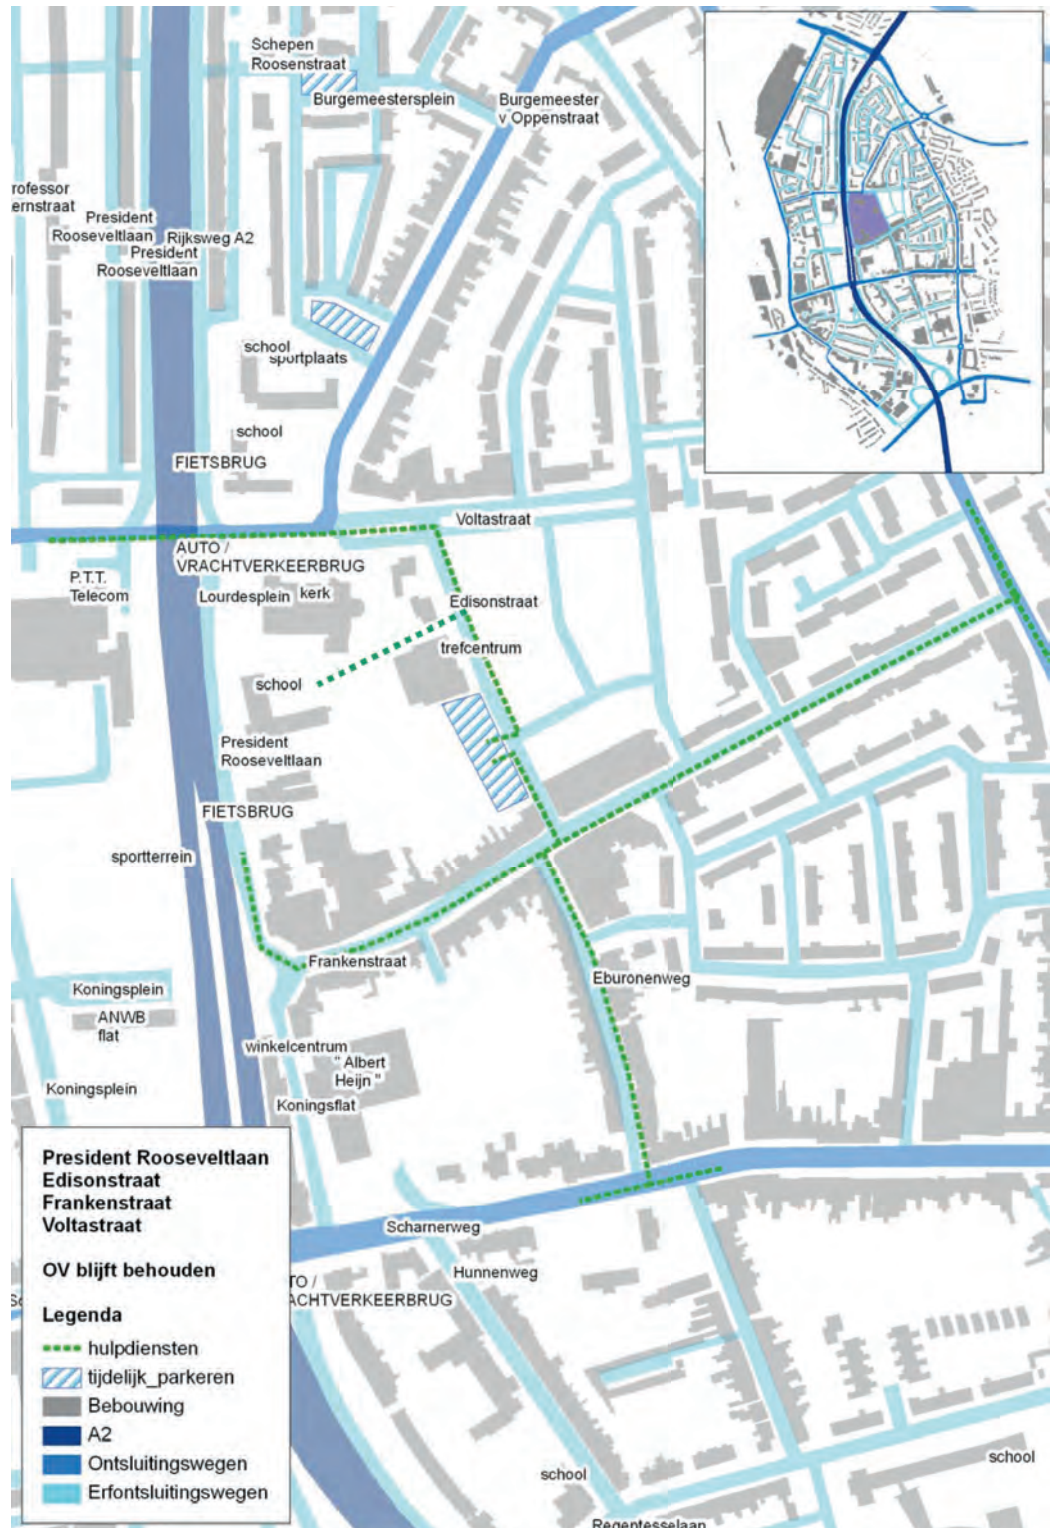 Schepen
Roosenstraat
Burgemeestersplein
Burgemeester
v Oppenstraat
rofessor
ernstraat
President
Rooseveltlaan
Rijksweg A2
President
Rooseveltlaan
school
sportplaats
school
FIETSBRUG
Voltastraat
AUTO /
VRACHTVERKEERBRUG
P.T.T.
Telecom
Lourdesplein
kerk
Edisonstraat
trefcentrum
school
President
Rooseveltlaan
FIETSBRUG
sportterrein
Frankenstraat
Eburonenweg
Koningsplein
ANWB
flat
winkelcentrum
" Albert
Heijn "
Koningsplein
Koningsflat
Scharnerweg
Hunnenweg
TO /
ACHTVERKEERBRUG
school
school
Regentesselaan
President Rooseveltlaan
Edisonstraat
Frankenstraat
Voltastraat
OV blijft behouden
Legenda
hulpdiensten
tijdelijk_parkeren
Bebouwing
A2
Ontsluitingswegen
Erfontsluitingswegen